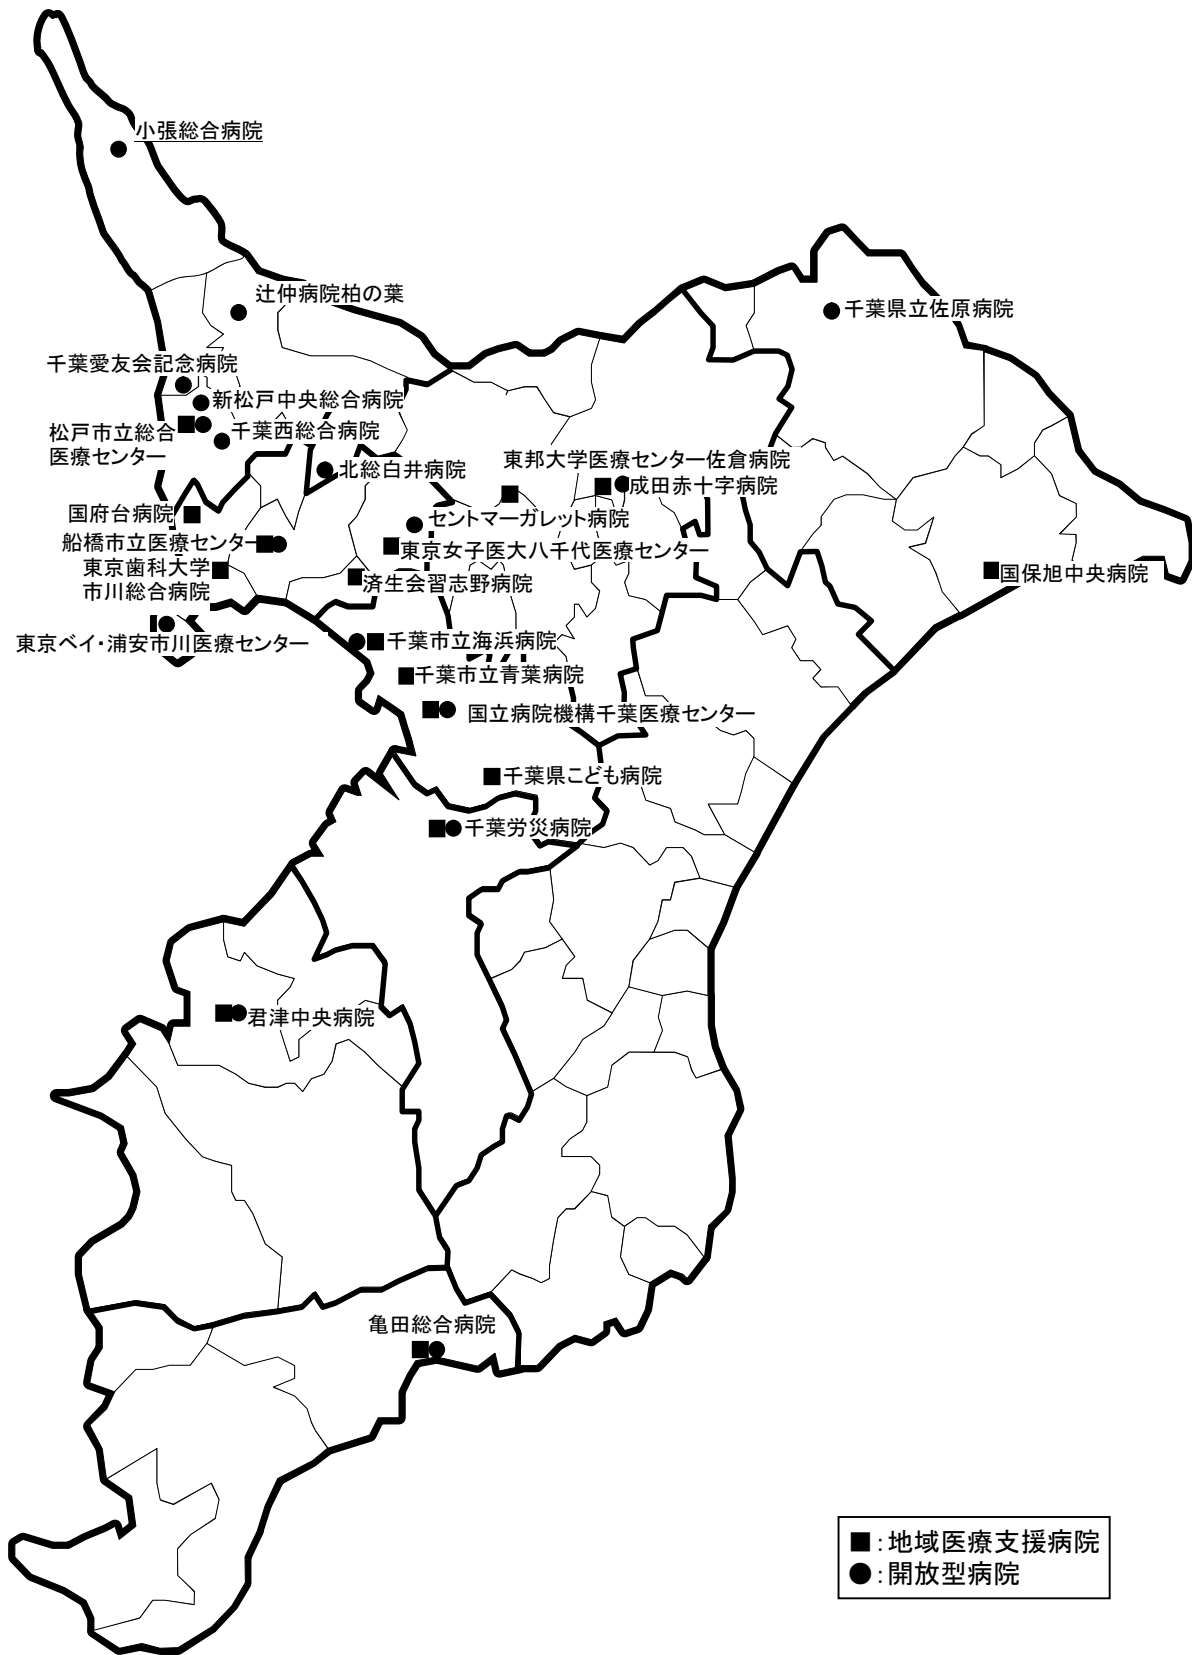 小張総合病院
辻仲病院柏の葉
千葉県立佐原病院
千葉愛友会記念病院
新松戸中央総合病院
松戸市立総合
医療センター
千葉西総合病院
北総白井病院
東邦大学医療センター佐倉病院
成田赤十字病院
国府台病院
セントマーガレット病院
船橋市立医療センター
東京女子医大八千代医療センター
東京歯科大学
市川総合病院
済生会習志野病院
国保旭中央病院
東京ベイ・浦安市川医療センター
千葉市立海浜病院
千葉市立青葉病院
国立病院機構千葉医療センター
千葉県こども病院
千葉労災病院
君津中央病院
亀田総合病院
■:地域医療支援病院
●:開放型病院